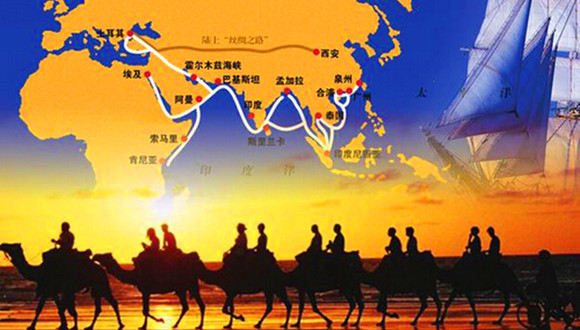 土耳其
陆上“丝绸之路”
西安
埃及
霍尔木兹海峡
巴基斯坦
孟加拉
泉州
合浦
广州
太 洋
阿曼
印度
泰国
斯里兰卡
索马里
印度尼西亚
肯尼亚
印 度 洋